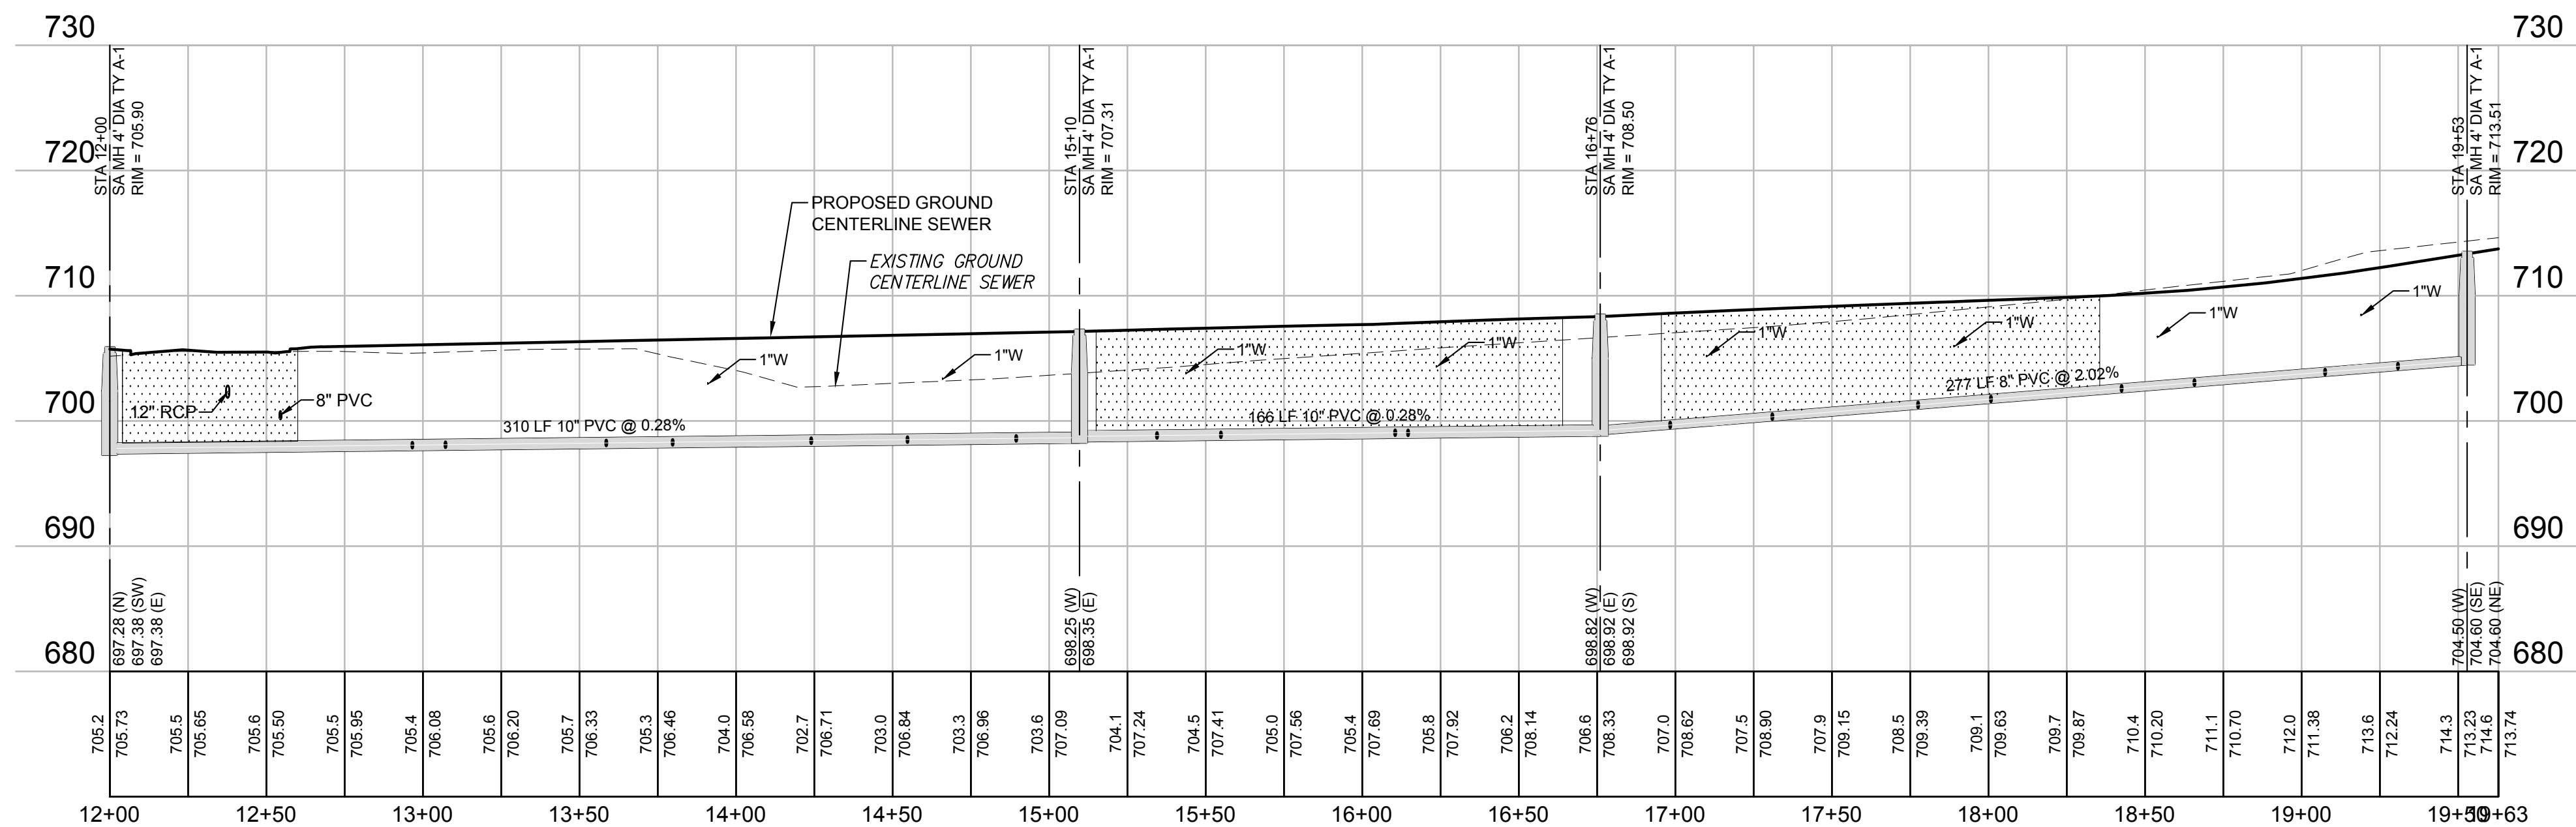 730
730
720
720
710
710
700
700
690
690
680
680
STA 12+00
SA MH 4' DIA TY A-1
RIM = 705.90
STA 15+10
SA MH 4' DIA TY A-1
RIM = 707.31
STA 16+76
SA MH 4' DIA TY A-1
RIM = 708.50
STA 19+53
SA MH 4' DIA TY A-1
RIM = 713.51
PROPOSED GROUND
CENTERLINE SEWER
EXISTING GROUND
CENTERLINE SEWER
1"W
1"W
1"W
1"W
1"W
1"W
1"W
1"W
12" RCP
8" PVC
310 LF 10" PVC @ 0.28%
166 LF 10" PVC @ 0.28%
277 LF 8" PVC @ 2.02%
697.28 (N)
697.38 (SW)
697.38 (E)
698.25 (W)
698.35 (E)
698.82 (W)
698.92 (E)
698.92 (S)
704.50 (W)
704.60 (SE)
704.60 (NE)
705.2
705.73
705.5
705.65
705.6
705.50
705.5
705.95
705.4
706.08
705.6
706.20
705.7
706.33
705.3
706.46
704.0
706.58
702.7
706.71
703.0
706.84
703.3
706.96
703.6
707.09
704.1
707.24
704.5
707.41
705.0
707.56
705.4
707.69
705.8
707.92
706.2
708.14
706.6
708.33
707.0
708.62
707.5
708.90
707.9
709.15
708.5
709.39
709.1
709.63
709.7
709.87
710.4
710.20
711.1
710.70
712.0
711.38
713.6
712.24
714.3
713.23
714.6
713.74
12+00
12+50
13+00
13+50
14+00
14+50
15+00
15+50
16+00
16+50
17+00
17+50
18+00
18+50
19+00
19+50
19+63